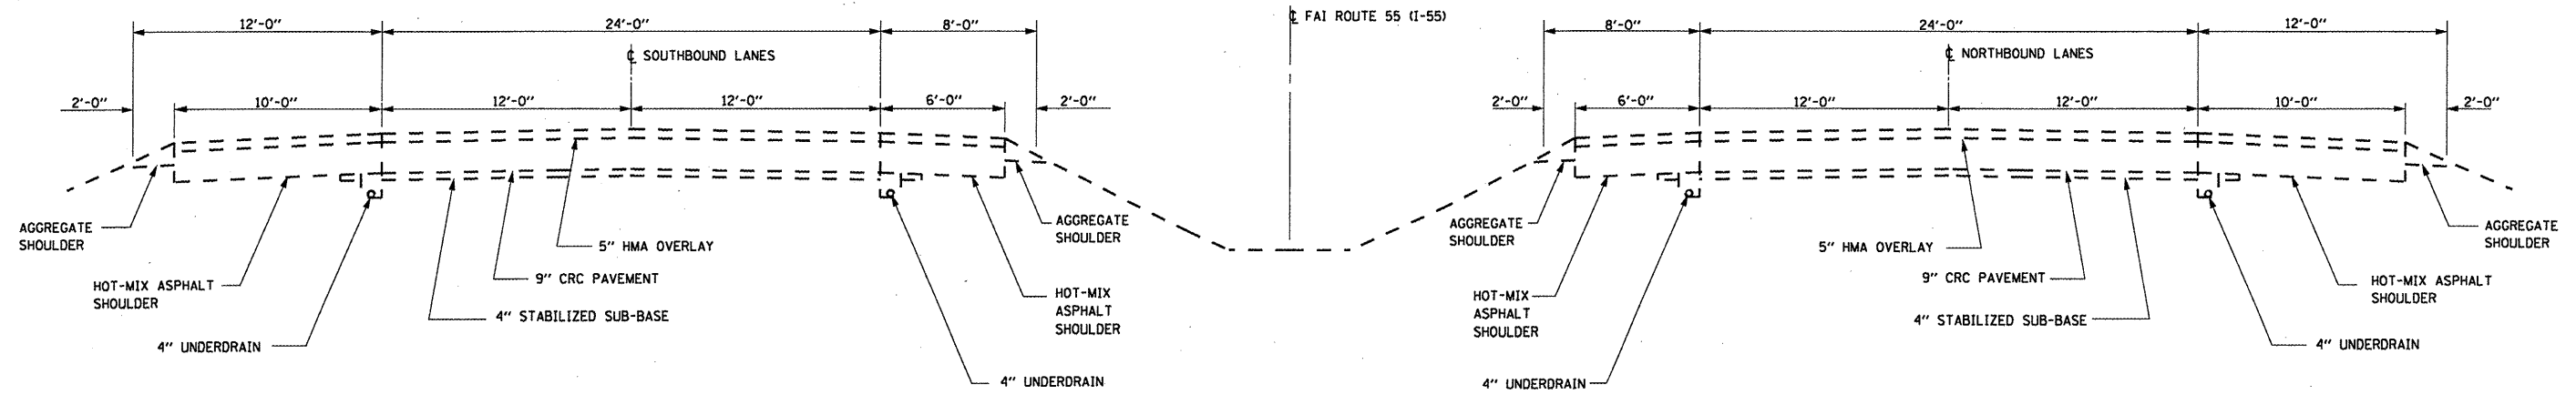 ℄ FAI ROUTE 55 (I-55)
12'-0" 24'-0" 8'-0" 8'-0" 24'-0" 12'-0"
℄ SOUTHBOUND LANES ℄ NORTHBOUND LANES
2'-0" 10'-0" 12'-0" 12'-0" 6'-0" 2'-0" 2'-0" 6'-0" 12'-0" 12'-0" 10'-0" 2'-0"
AGGREGATE
SHOULDER
HOT-MIX ASPHALT
SHOULDER
4" UNDERDRAIN
5" HMA OVERLAY
9" CRC PAVEMENT
4" STABILIZED SUB-BASE
AGGREGATE
SHOULDER
HOT-MIX
ASPHALT
SHOULDER
4" UNDERDRAIN
AGGREGATE
SHOULDER
HOT-MIX
ASPHALT
SHOULDER
4" UNDERDRAIN
5" HMA OVERLAY
9" CRC PAVEMENT
4" STABILIZED SUB-BASE
AGGREGATE
SHOULDER
HOT-MIX ASPHALT
SHOULDER
4" UNDERDRAIN